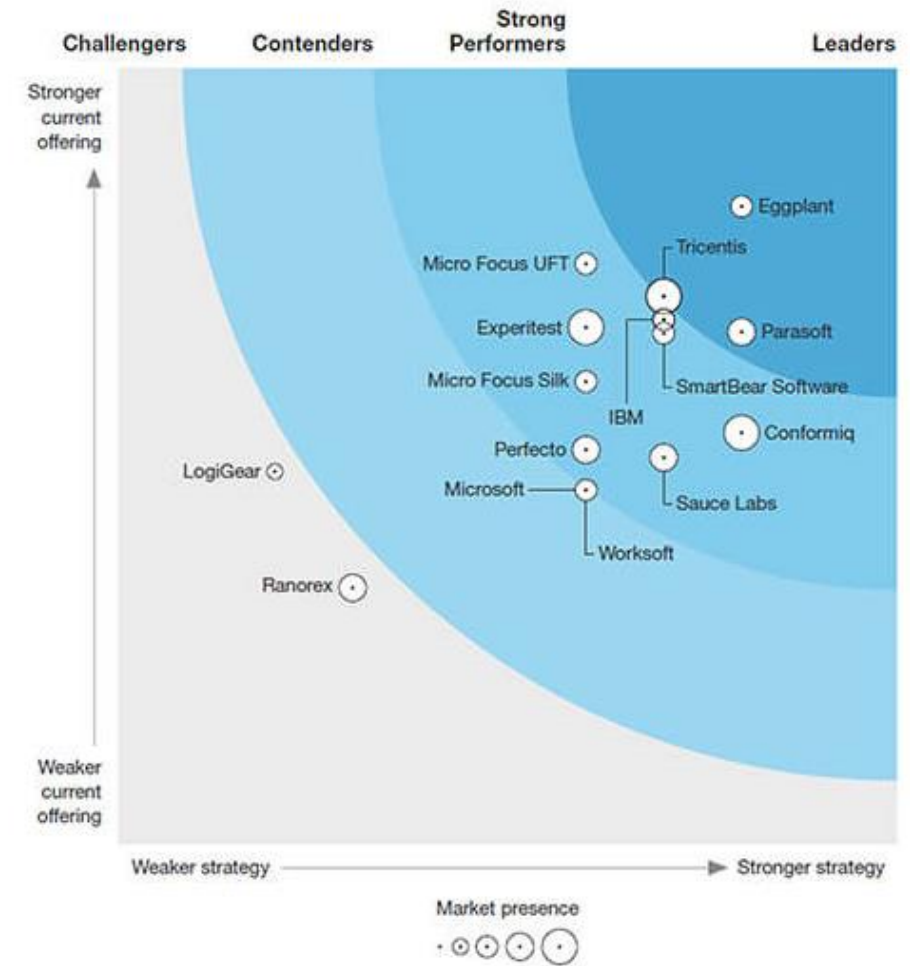 Strong
Challengers Contenders Performers Leaders
Stronger
current
offering
Eggplant
Tricentis
Micro Focus UFT
Experitest
Parasoft
Micro Focus Silk
SmartBear Software
IBM
Conformiq
Perfecto
LogiGear
Microsoft
Sauce Labs
Worksoft
Ranorex
Weaker
current
offering
Weaker strategy Stronger strategy
Market presence